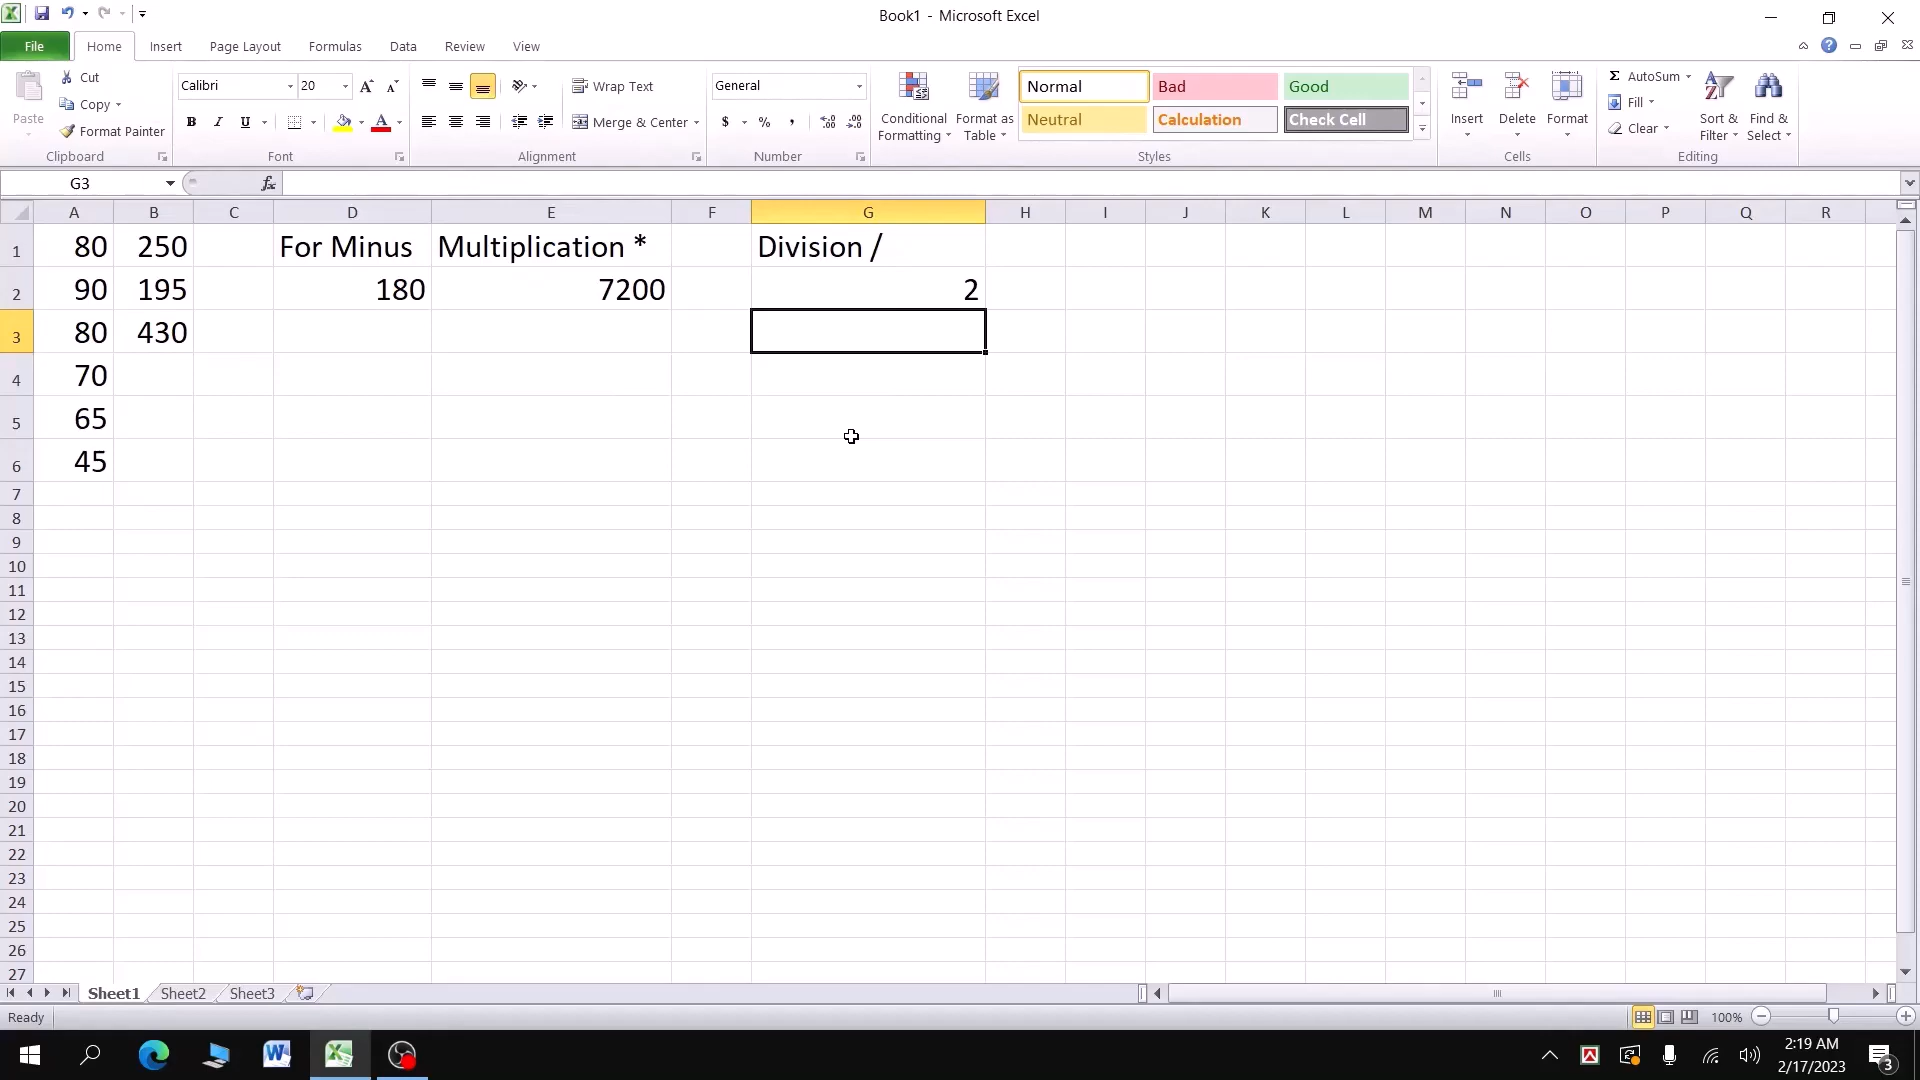 Book1 - Microsoft Excel
File Home Insert Page Layout Formulas Data Review View
Paste
Cut
Copy
Format Painter
Clipboard
Calibri 20
B I U
Font
Wrap Text
Merge & Center
Alignment
General
$ % ,
Number
Conditional Formatting
Format as Table
Normal Bad Good
Neutral Calculation Check Cell
Styles
Insert Delete Format
Cells
Σ AutoSum
Fill
Clear
Sort & Filter
Find & Select
Editing
G3 fx
A B C D E F G H I J K L M N O P Q R
1 80 250 For Minus Multiplication * Division /
2 90 195 180 7200 2
3 80 430
4 70
5 65
6 45
7
8
9
10
11
12
13
14
15
16
17
18
19
20
21
22
23
24
25
26
27
Sheet1 Sheet2 Sheet3
Ready 100%
2:19 AM
2/17/2023
3